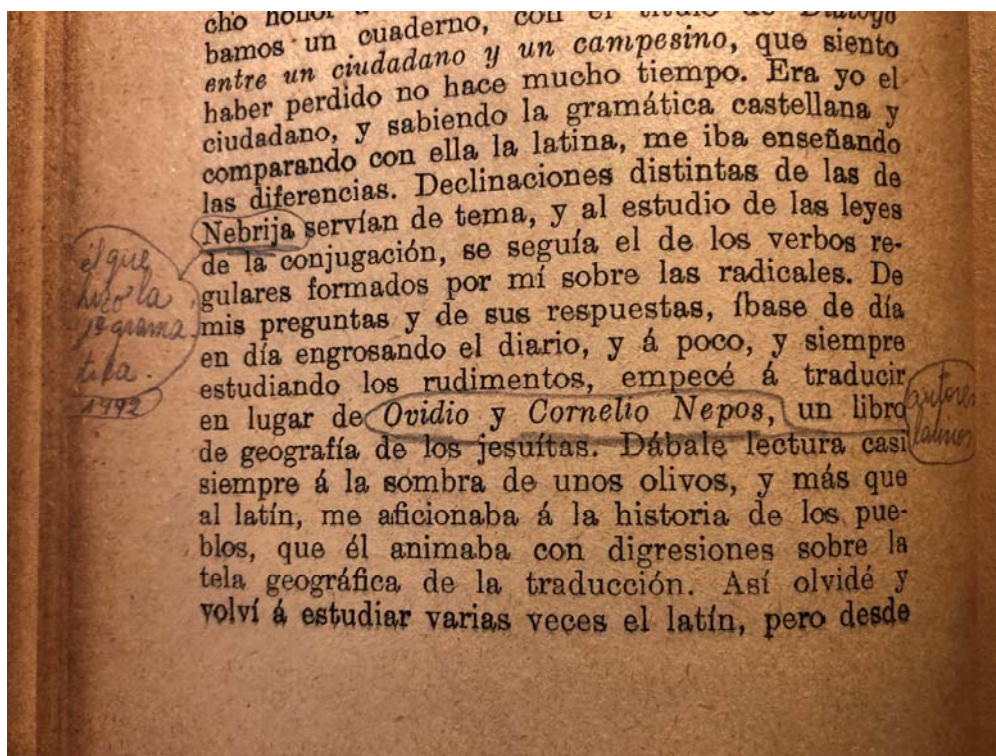 cho honor
bamos un cuaderno, con el título de Diálogo
entre un ciudadano y un campesino, que siento
haber perdido no hace mucho tiempo. Era yo el
ciudadano, y sabiendo la gramática castellana y
comparando con ella la latina, me iba enseñando
las diferencias. Declinaciones distintas de las de
Nebrija servían de tema, y al estudio de las leyes
de la conjugación, se seguía el de los verbos re-
gulares formados por mí sobre las radicales. De
mis preguntas y de sus respuestas, íbase de día
en día engrosando el diario, y á poco, y siempre
estudiando los rudimentos, empecé á traducir
en lugar de Ovidio y Cornelio Nepos, un libro
de geografía de los jesuítas. Dábale lectura casi
siempre á la sombra de unos olivos, y más que
al latín, me aficionaba á la historia de los pue-
blos, que él animaba con digresiones sobre la
tela geográfica de la traducción. Así olvidé y
volví á estudiar varias veces el latín, pero desde
el que
hizo la
1ª grama
tica.
1492
autores
latinos